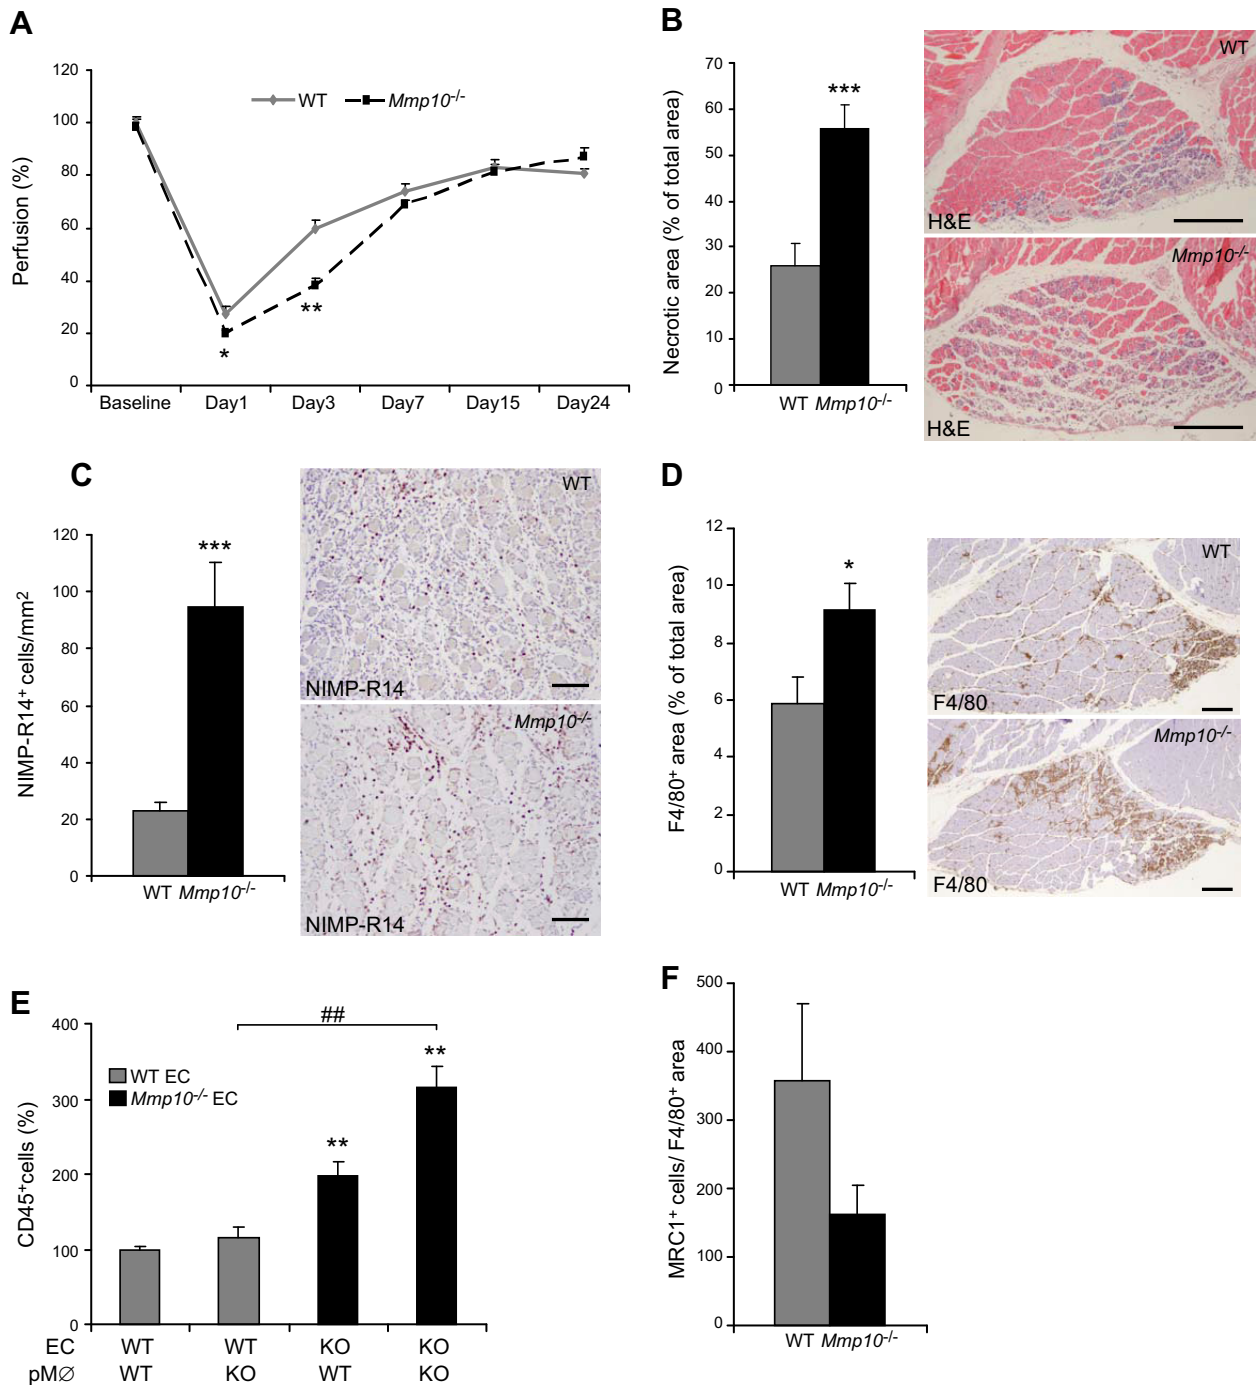 A
120
100
80
60
40
20
0
Perfusion (%)
WT
Mmp10-/-
*
**
Baseline Day1 Day3 Day7 Day15 Day24
B
70
60
50
40
30
20
10
0
Necrotic area (% of total area)
***
WT Mmp10-/-
WT
H&E
Mmp10-/-
H&E
C
120
100
80
60
40
20
0
NIMP-R14+ cells/mm2
***
WT Mmp10-/-
WT
NIMP-R14
Mmp10-/-
NIMP-R14
D
12
10
8
6
4
2
0
F4/80+ area (% of total area)
*
WT Mmp10-/-
WT
F4/80
Mmp10-/-
F4/80
E
400
300
200
100
0
CD45+cells (%)
WT EC
Mmp10-/- EC
##
**
**
EC WT WT KO KO
pMØ WT KO WT KO
F
500
400
300
200
100
0
MRC1+ cells/ F4/80+ area
WT Mmp10-/-